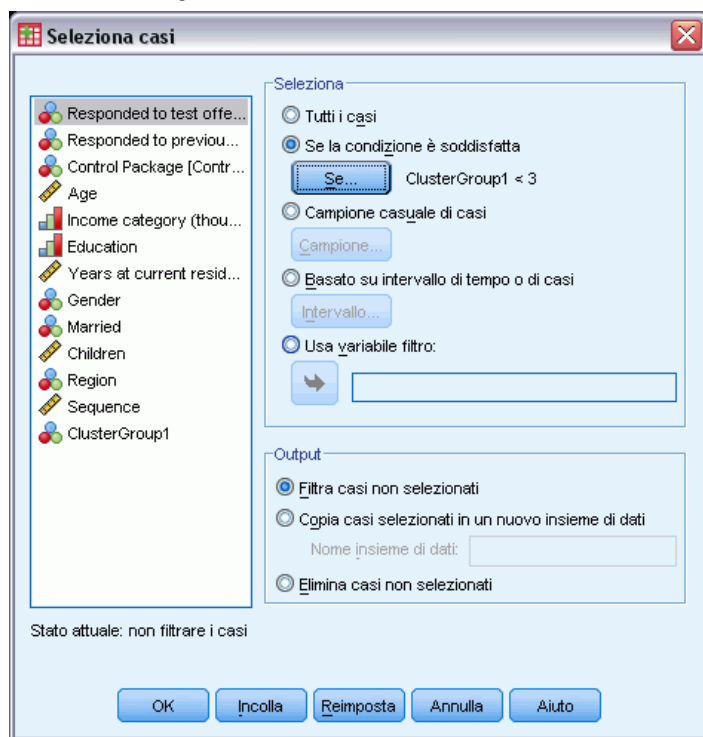 Seleziona casi
Responded to test offe...
Responded to previou...
Control Package [Contr...
Age
Income category (thou...
Education
Years at current resid...
Gender
Married
Children
Region
Sequence
ClusterGroup1
Stato attuale: non filtrare i casi
Seleziona
Tutti i casi
Se la condizione è soddisfatta
Se... ClusterGroup1 < 3
Campione casuale di casi
Campione...
Basato su intervallo di tempo o di casi
Intervallo...
Usa variabile filtro:
Output
Filtra casi non selezionati
Copia casi selezionati in un nuovo insieme di dati
Nome insieme di dati:
Elimina casi non selezionati
OK Incolla Reimposta Annulla Aiuto